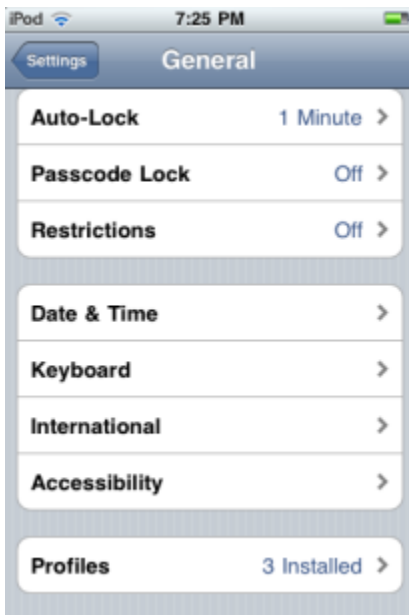 iPod 7:25 PM
Settings General
Auto-Lock 1 Minute
Passcode Lock Off
Restrictions Off
Date & Time
Keyboard
International
Accessibility
Profiles 3 Installed